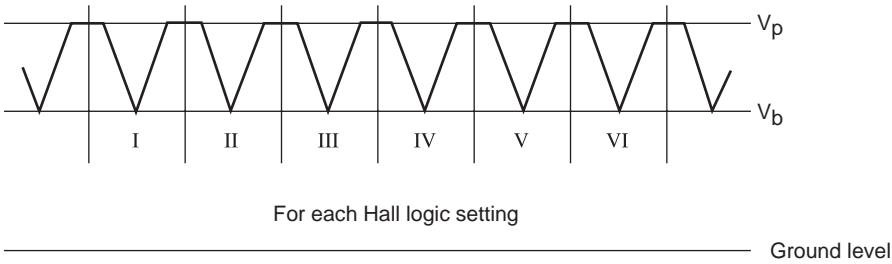 Vp
Vb
I II III IV V VI
For each Hall logic setting
Ground level